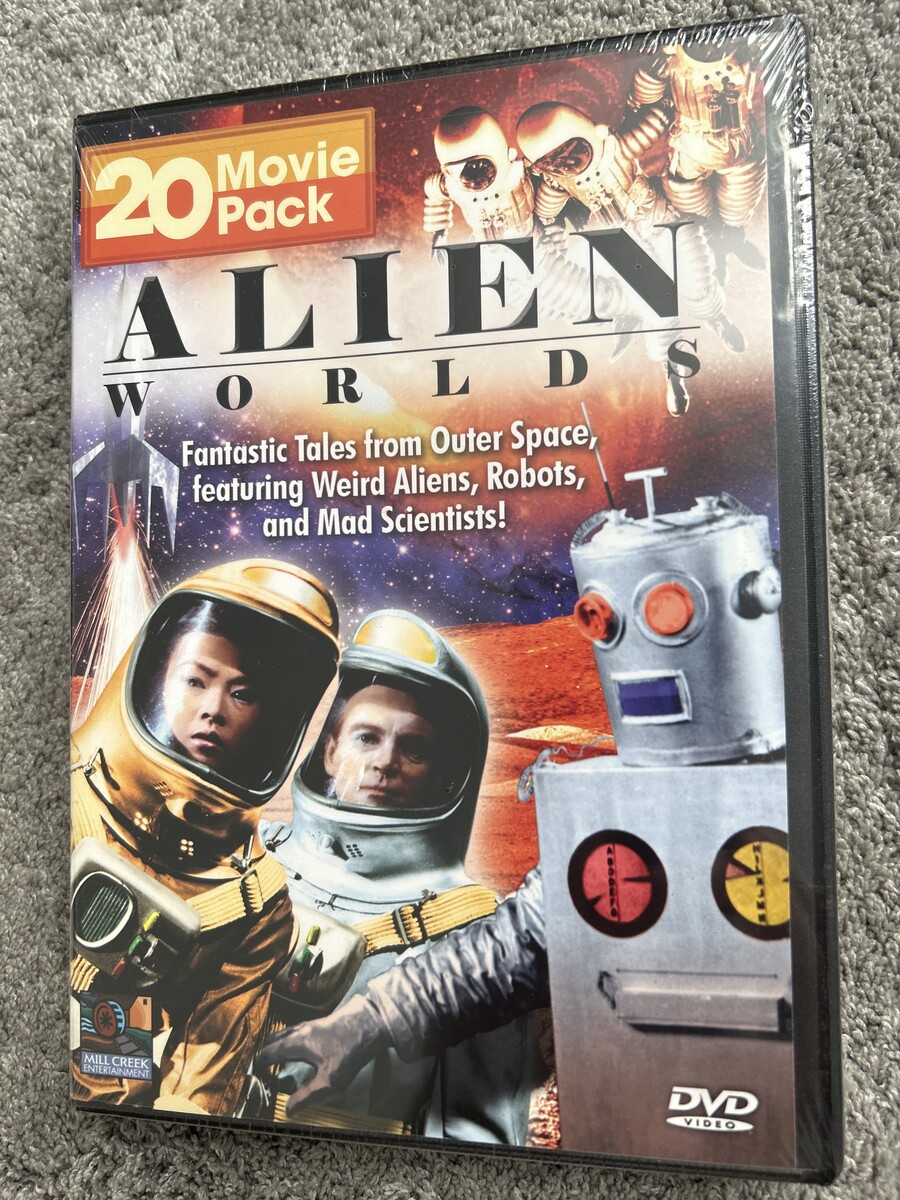 20 Movie
Pack
ALIEN
WORLDS
Fantastic Tales from Outer Space,
featuring Weird Aliens, Robots,
and Mad Scientists!
MILL CREEK
ENTERTAINMENT
DVD
VIDEO